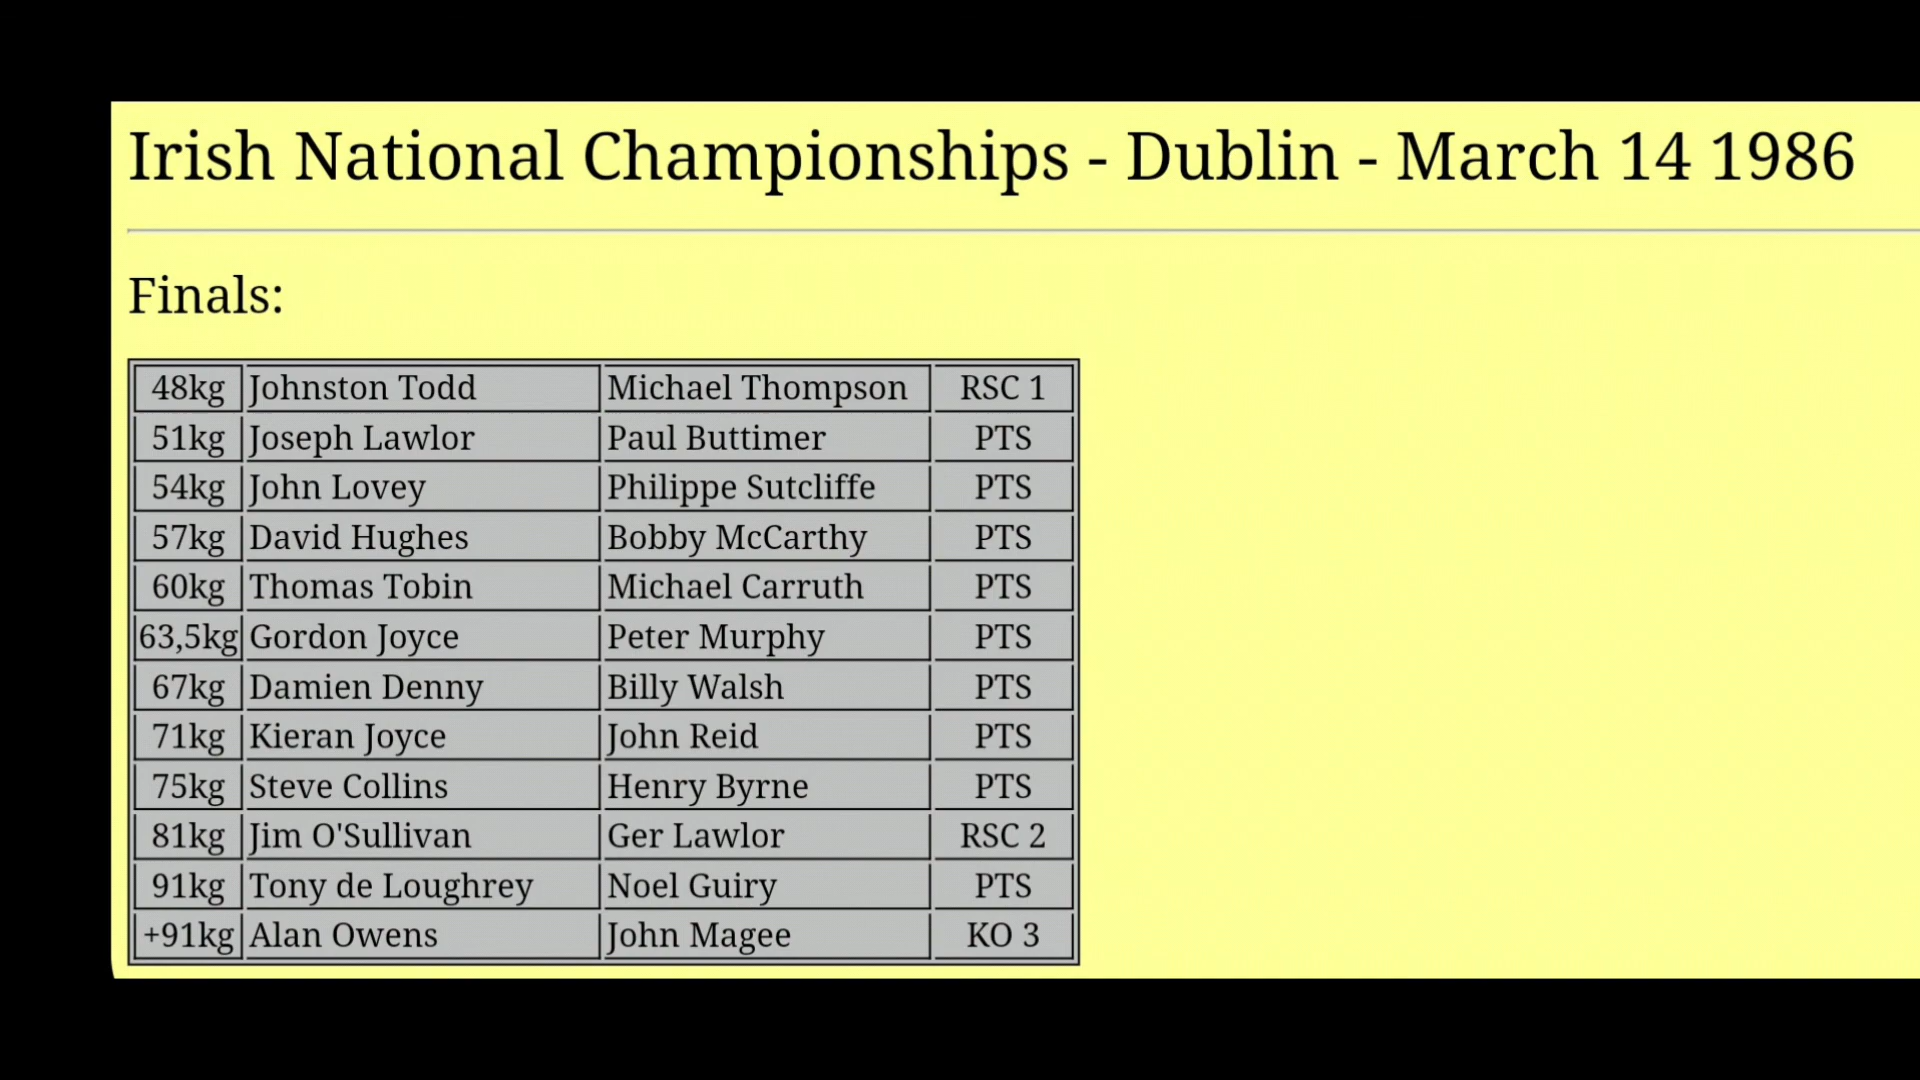 Irish National Championships - Dublin - March 14 1986
Finals:
48kg Johnston Todd Michael Thompson RSC 1
51kg Joseph Lawlor Paul Buttimer PTS
54kg John Lovey Philippe Sutcliffe PTS
57kg David Hughes Bobby McCarthy PTS
60kg Thomas Tobin Michael Carruth PTS
63,5kg Gordon Joyce Peter Murphy PTS
67kg Damien Denny Billy Walsh PTS
71kg Kieran Joyce John Reid PTS
75kg Steve Collins Henry Byrne PTS
81kg Jim O'Sullivan Ger Lawlor RSC 2
91kg Tony de Loughrey Noel Guiry PTS
+91kg Alan Owens John Magee KO 3